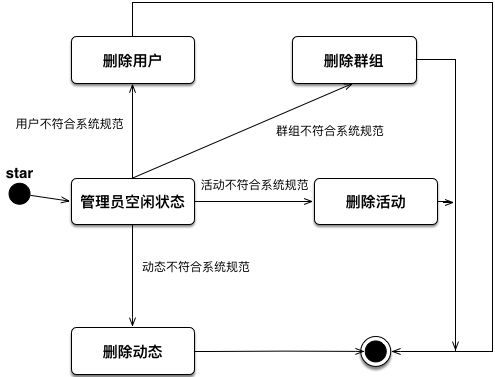 删除用户
删除群组
用户不符合系统规范
群组不符合系统规范
star
活动不符合系统规范
管理员空闲状态
删除活动
动态不符合系统规范
删除动态